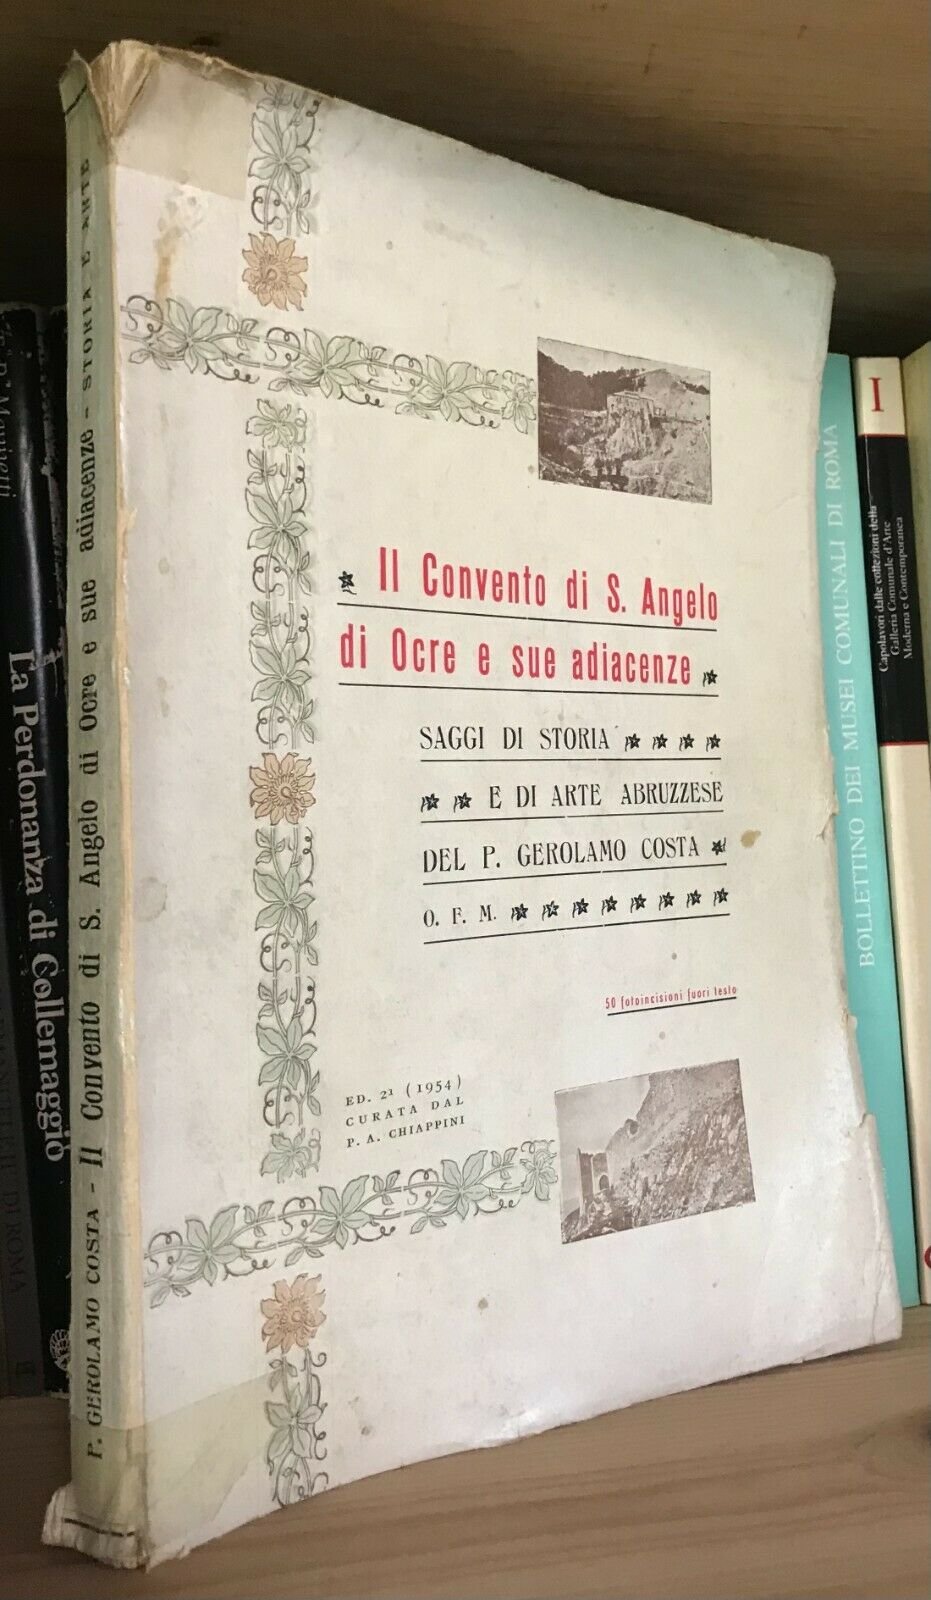 P. GEROLAMO COSTA - Il Convento di S. Angelo di Ocre e sue adiacenze - STORIA E ARTE
Il Convento di S. Angelo
di Ocre e sue adiacenze
SAGGI DI STORIA
E DI ARTE ABRUZZESE
DEL P. GEROLAMO COSTA
O. F. M.
50 fotoincisioni fuori testo
ED. 2ª (1954)
CURATA DAL
P. A. CHIAPPINI
La Perdonanza di Collemaggio
DI ROMA
BOLLETTINO DEI MUSEI COMUNALI DI ROMA
I
Capolavori dalle collezioni della
Galleria Comunale d'Arte
Moderna e Contemporanea